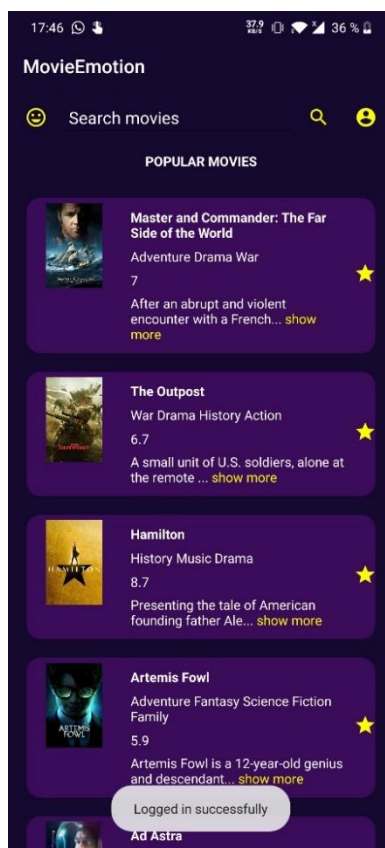 17:46 37.9 KB/S 36 %
MovieEmotion
Search movies
POPULAR MOVIES
Master and Commander: The Far
Side of the World
Adventure Drama War
7
After an abrupt and violent
encounter with a French... show
more
The Outpost
War Drama History Action
6.7
A small unit of U.S. soldiers, alone at
the remote ... show more
HAMILTON
Hamilton
History Music Drama
8.7
Presenting the tale of American
founding father Ale... show more
ARTEMIS
FOWL
Artemis Fowl
Adventure Fantasy Science Fiction
Family
5.9
Artemis Fowl is a 12-year-old genius
and descendant... show more
Logged in successfully
Ad Astra